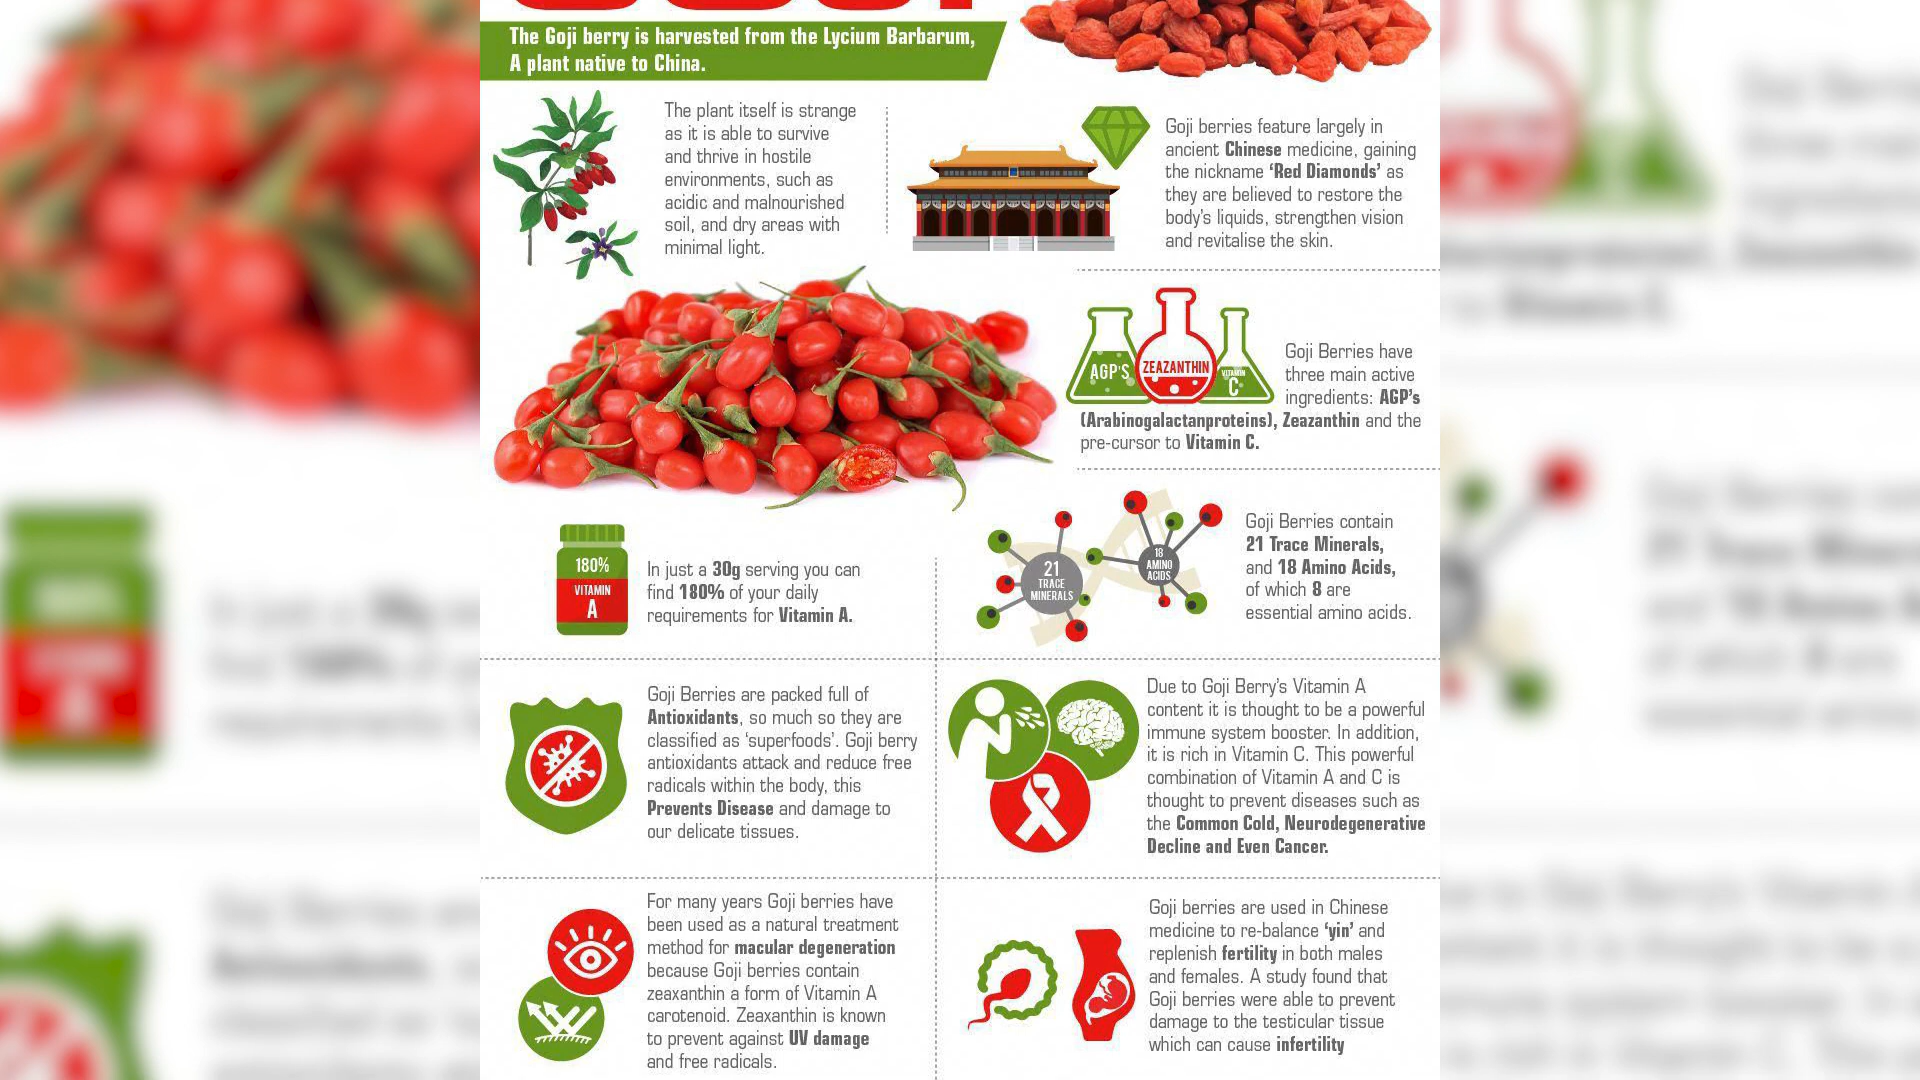 The Goji berry is harvested from the Lycium Barbarum,
A plant native to China.
The plant itself is strange
as it is able to survive
and thrive in hostile
environments, such as
acidic and malnourished
soil, and dry areas with
minimal light.
Goji berries feature largely in
ancient Chinese medicine, gaining
the nickname ‘Red Diamonds’ as
they are believed to restore the
body's liquids, strengthen vision
and revitalise the skin.
AGP'S
ZEAZANTHIN
VITAMIN
C
Goji Berries have
three main active
ingredients: AGP's
(Arabinogalactanproteins), Zeazanthin and the
pre-cursor to Vitamin C.
180%
VITAMIN
A
In just a 30g serving you can
find 180% of your daily
requirements for Vitamin A.
21
TRACE
MINERALS
18
AMINO
ACIDS
Goji Berries contain
21 Trace Minerals,
and 18 Amino Acids,
of which 8 are
essential amino acids.
Goji Berries are packed full of
Antioxidants, so much so they are
classified as ‘superfoods’. Goji berry
antioxidants attack and reduce free
radicals within the body, this
Prevents Disease and damage to
our delicate tissues.
Due to Goji Berry's Vitamin A
content it is thought to be a powerful
immune system booster. In addition,
it is rich in Vitamin C. This powerful
combination of Vitamin A and C is
thought to prevent diseases such as
the Common Cold, Neurodegenerative
Decline and Even Cancer.
For many years Goji berries have
been used as a natural treatment
method for macular degeneration
because Goji berries contain
zeaxanthin a form of Vitamin A
carotenoid. Zeaxanthin is known
to prevent against UV damage
and free radicals.
Goji berries are used in Chinese
medicine to re-balance ‘yin’ and
replenish fertility in both males
and females. A study found that
Goji berries were able to prevent
damage to the testicular tissue
which can cause infertility